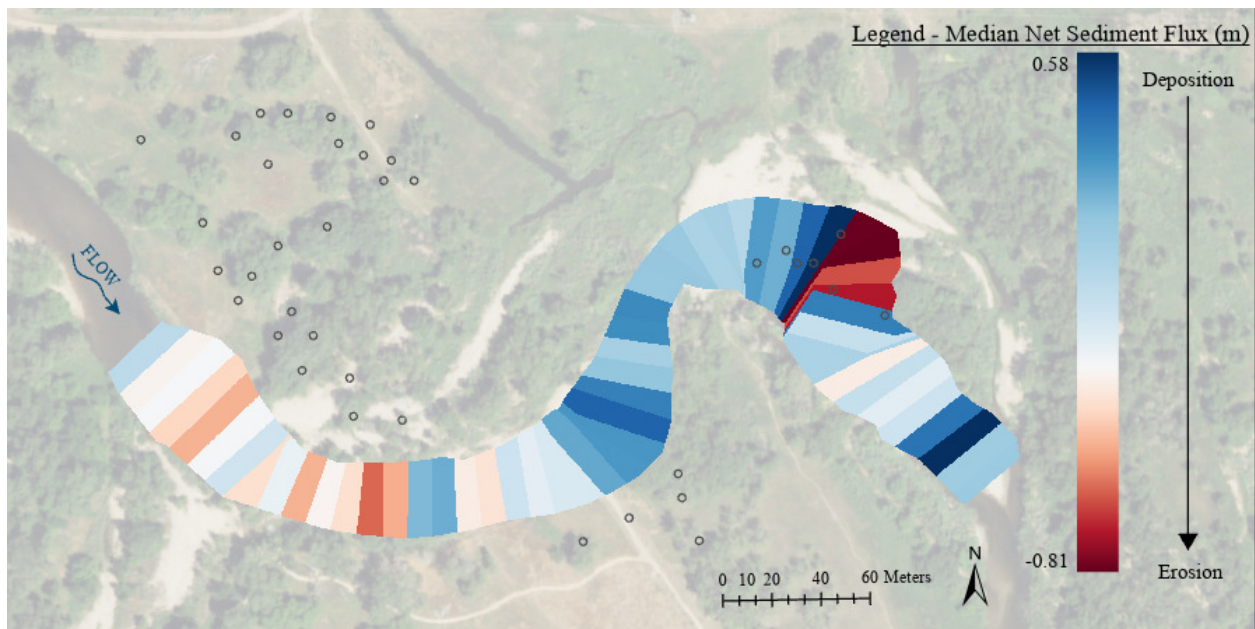 Legend - Median Net Sediment Flux (m)
0.58
Deposition
FLOW
-0.81
Erosion
N
0 10 20 40 60 Meters